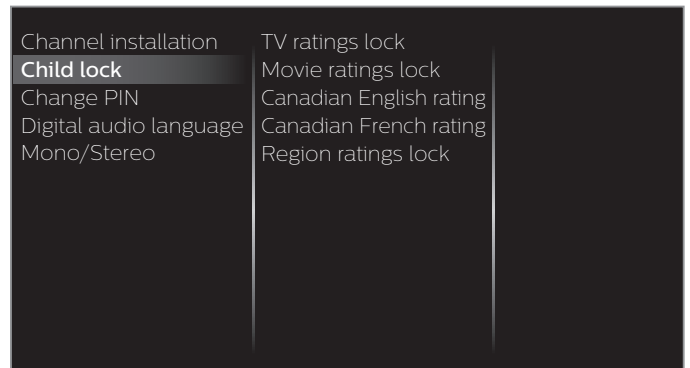 Channel installation
Child lock
Change PIN
Digital audio language
Mono/Stereo
TV ratings lock
Movie ratings lock
Canadian English rating
Canadian French rating
Region ratings lock